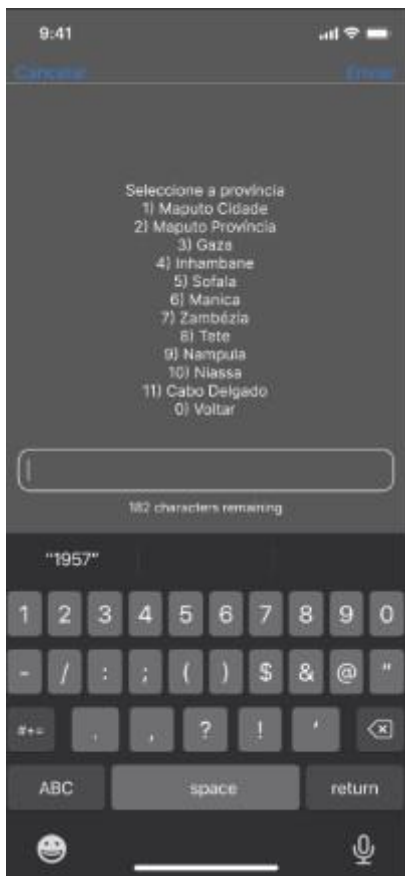 9:41
Cancelar Enviar
Seleccione a província
1) Maputo Cidade
2) Maputo Província
3) Gaza
4) Inhambane
5) Sofala
6) Manica
7) Zambézia
8) Tete
9) Nampula
10) Niassa
11) Cabo Delgado
0) Voltar
182 characters remaining
"1957"
1 2 3 4 5 6 7 8 9 0
- / : ; ( ) $ & @ "
#+= . , ? ! '
ABC space return